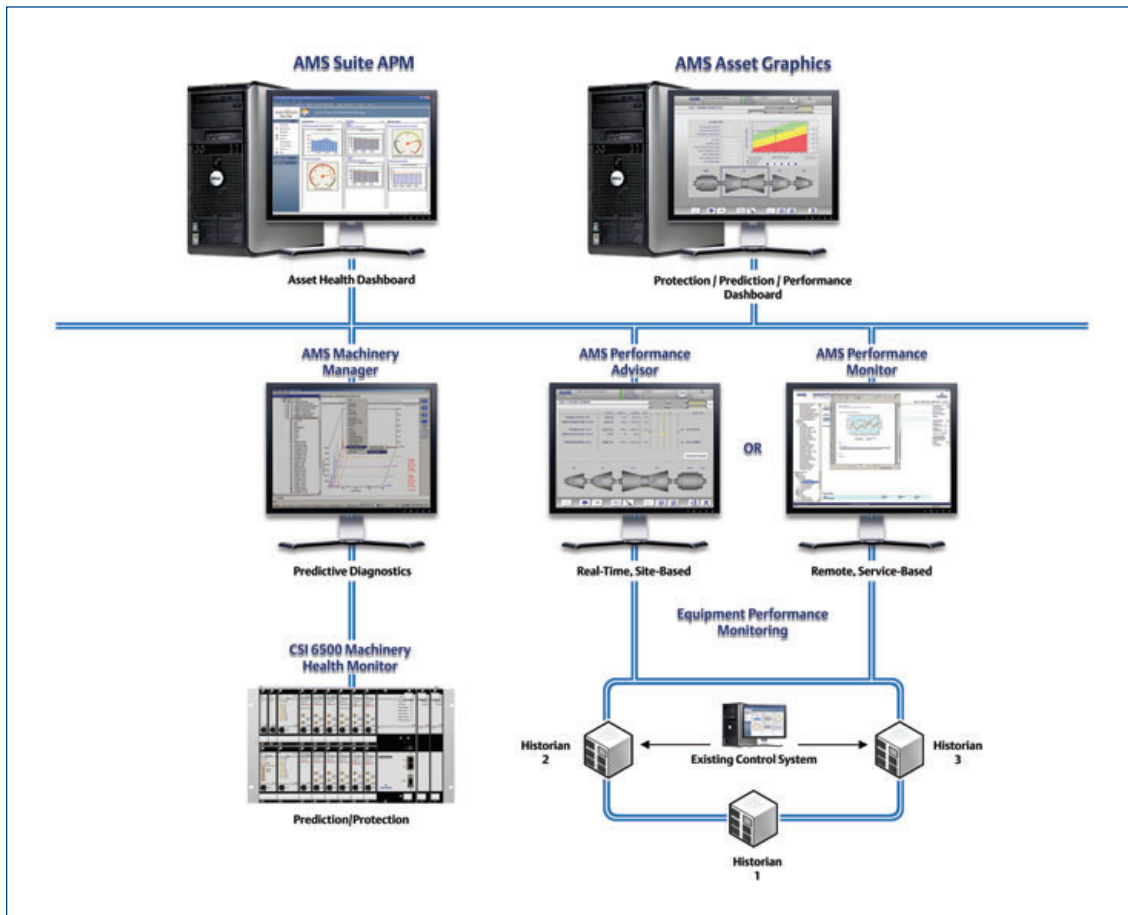 AMS Suite APM
AMS Asset Graphics
Asset Health Dashboard
Protection / Prediction / Performance
Dashboard
AMS Machinery
Manager
AMS Performance
Advisor
AMS Performance
Monitor
OR
Predictive Diagnostics
Real-Time, Site-Based
Remote, Service-Based
Equipment Performance
Monitoring
CSI 6500 Machinery
Health Monitor
Historian
2
Existing Control System
Historian
3
Prediction/Protection
Historian
1